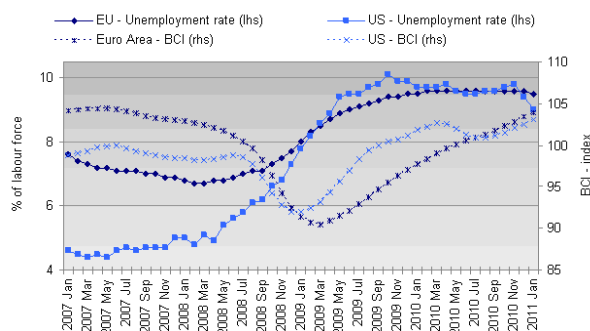 EU - Unemployment rate (lhs) US - Unemployment rate (lhs)
Euro Area - BCI (rhs) US - BCI (rhs)
% of labour force
10
8
6
4
110
105
100
95
90
85
BCI - index
2007 Jan
2007 Mar
2007 May
2007 Jul
2007 Sep
2007 Nov
2008 Jan
2008 Mar
2008 May
2008 Jul
2008 Sep
2008 Nov
2009 Jan
2009 Mar
2009 May
2009 Jul
2009 Sep
2009 Nov
2010 Jan
2010 Mar
2010 May
2010 Jul
2010 Sep
2010 Nov
2011 Jan